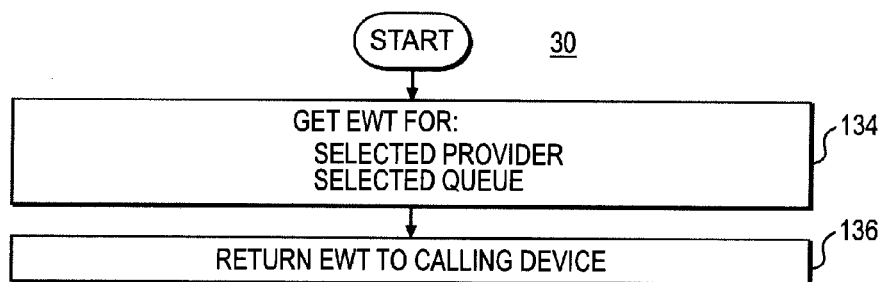 START
30
GET EWT FOR:
SELECTED PROVIDER
SELECTED QUEUE
134
RETURN EWT TO CALLING DEVICE
136